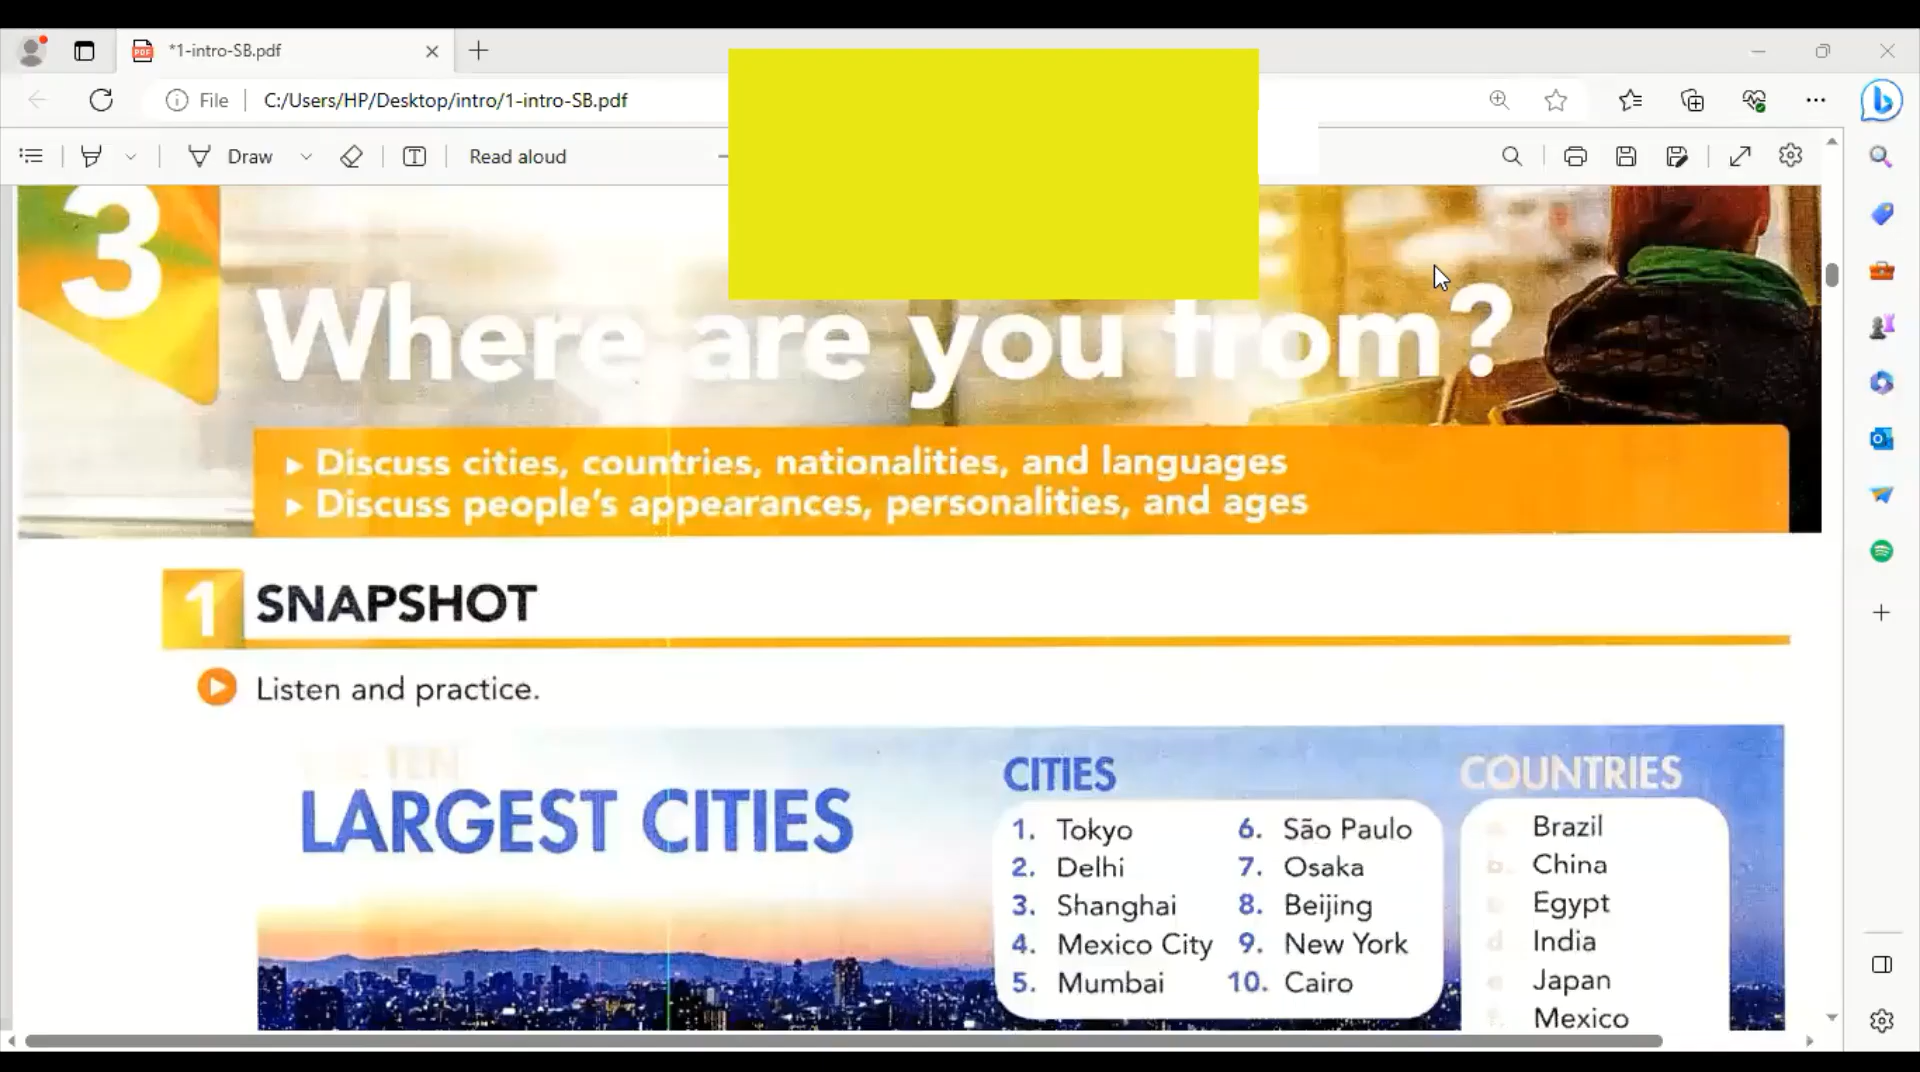 *1-intro-SB.pdf
File C:/Users/HP/Desktop/intro/1-intro-SB.pdf
Draw Read aloud
3
Where are you from?
Discuss cities, countries, nationalities, and languages
Discuss people's appearances, personalities, and ages
1 SNAPSHOT
Listen and practice.
TEN
LARGEST CITIES
CITIES
1. Tokyo
2. Delhi
3. Shanghai
4. Mexico City
5. Mumbai
6. São Paulo
7. Osaka
8. Beijing
9. New York
10. Cairo
COUNTRIES
Brazil
China
Egypt
d India
Japan
Mexico